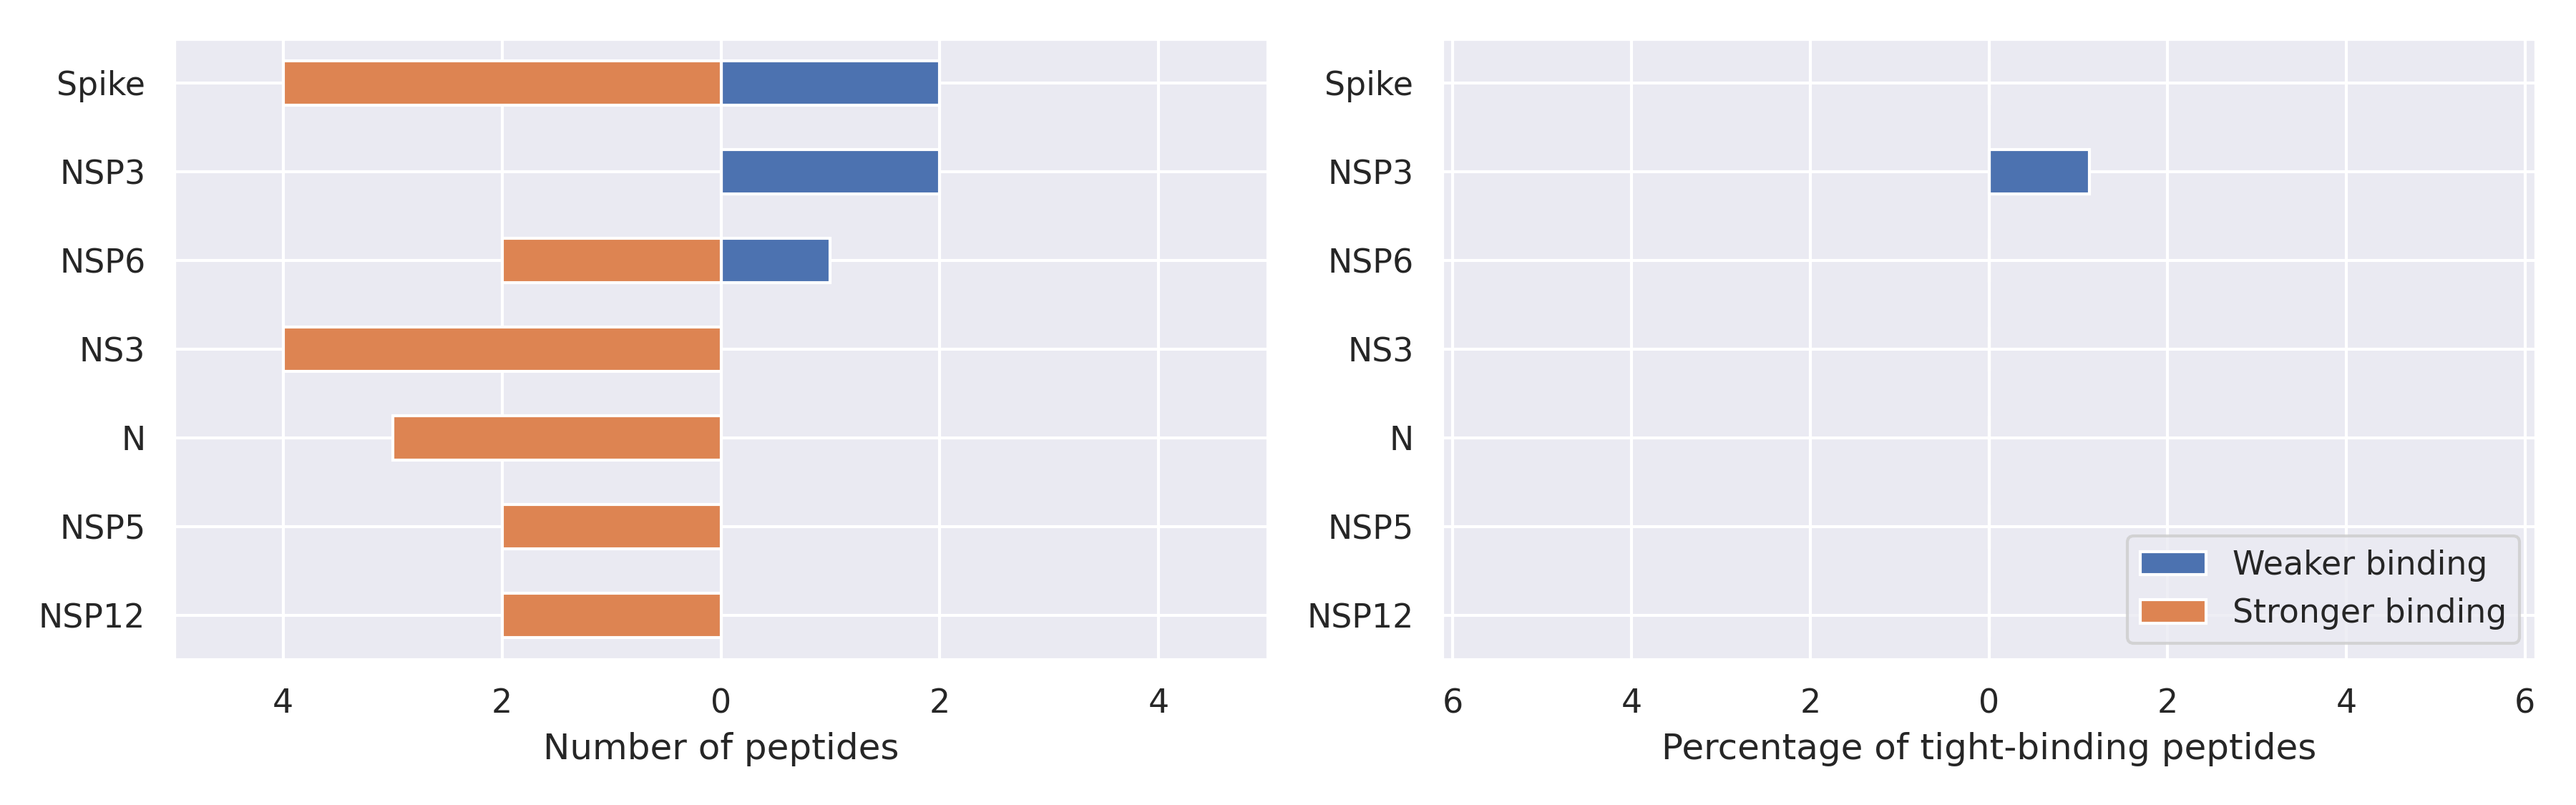 Spike
NSP3
NSP6
NS3
N
NSP5
NSP12
4 2 0 2 4
Number of peptides
Spike
NSP3
NSP6
NS3
N
NSP5
NSP12
6 4 2 0 2 4 6
Percentage of tight-binding peptides
Weaker binding
Stronger binding